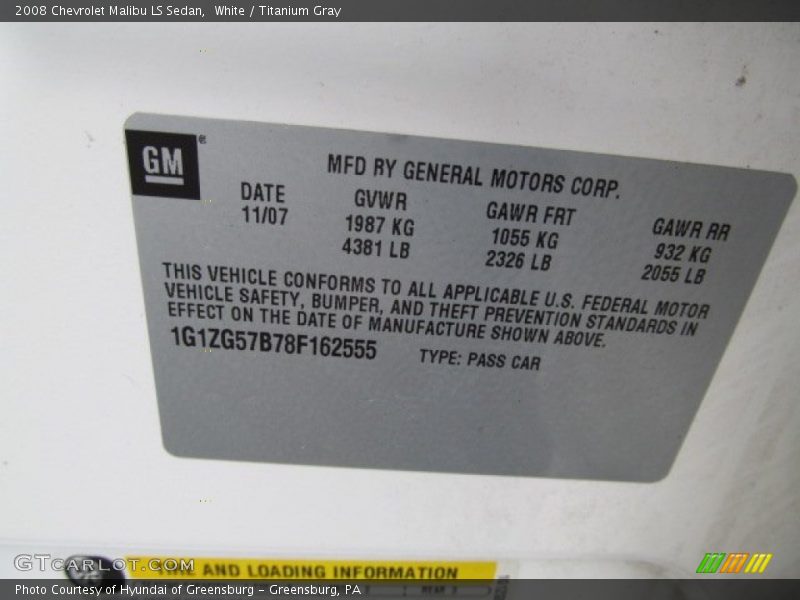 2008 Chevrolet Malibu LS Sedan, White / Titanium Gray
GM®
MFD BY GENERAL MOTORS CORP.
DATE GVWR GAWR FRT GAWR RR
11/07 1987 KG 1055 KG 932 KG
4381 LB 2326 LB 2055 LB
THIS VEHICLE CONFORMS TO ALL APPLICABLE U.S. FEDERAL MOTOR
VEHICLE SAFETY, BUMPER, AND THEFT PREVENTION STANDARDS IN
EFFECT ON THE DATE OF MANUFACTURE SHOWN ABOVE.
1G1ZG57B78F162555 TYPE: PASS CAR
GTcarlot.com
AND LOADING INFORMATION
Photo Courtesy of Hyundai of Greensburg - Greensburg, PA